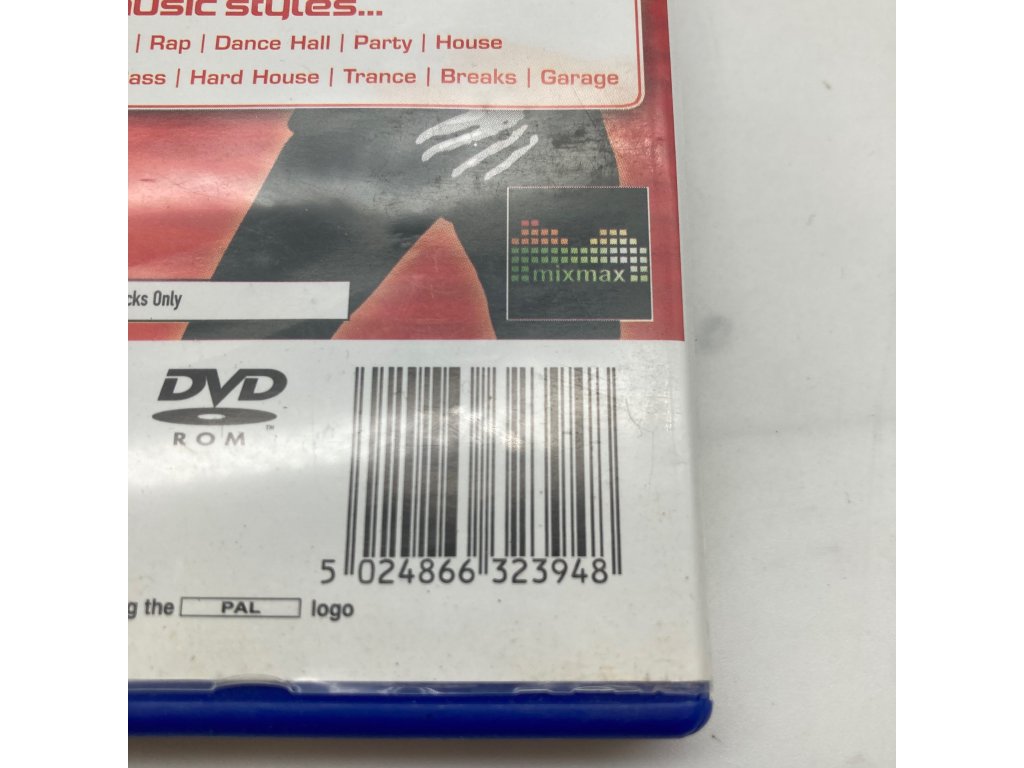 music styles...
| Rap | Dance Hall | Party | House
ass | Hard House | Trance | Breaks | Garage
mixmax
cks Only
DVD
ROM
TM
5 024866 323948
g the PAL logo